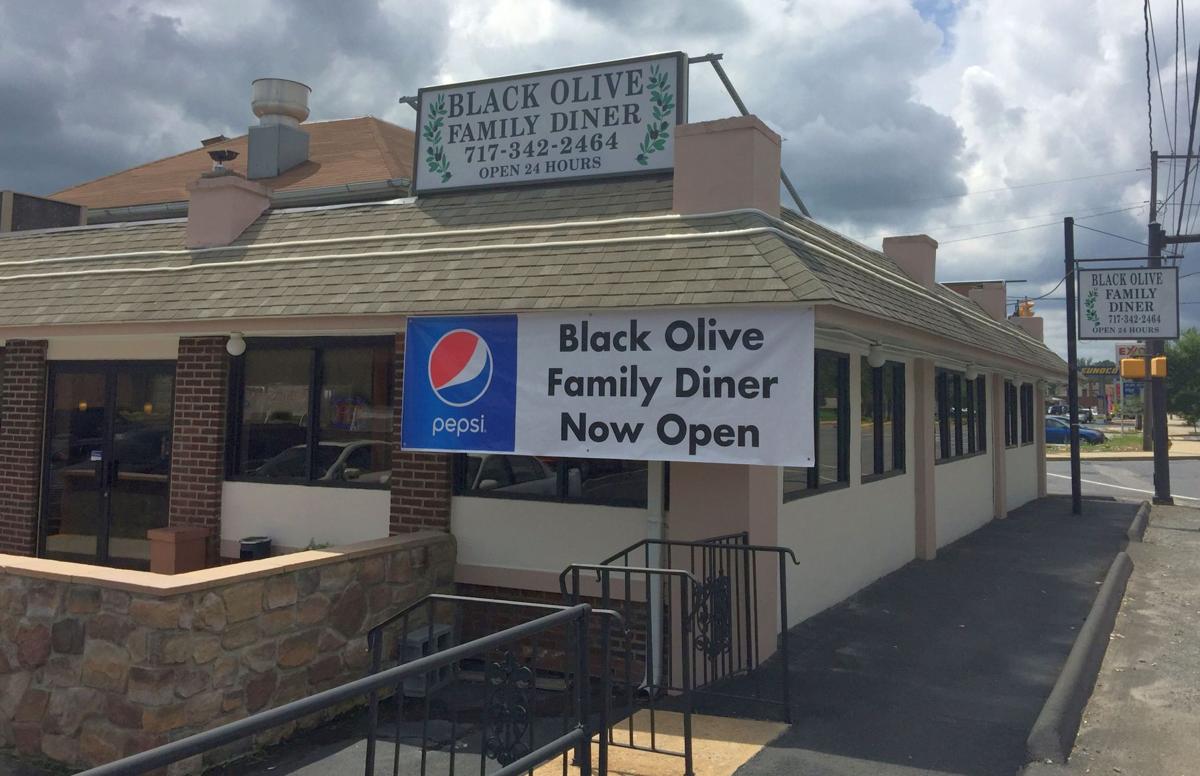 BLACK OLIVE
FAMILY DINER
717-342-2464
OPEN 24 HOURS
pepsi
Black Olive
Family Diner
Now Open
BLACK OLIVE
FAMILY
DINER
717-342-2464
OPEN 24 HOURS
SUNOCO